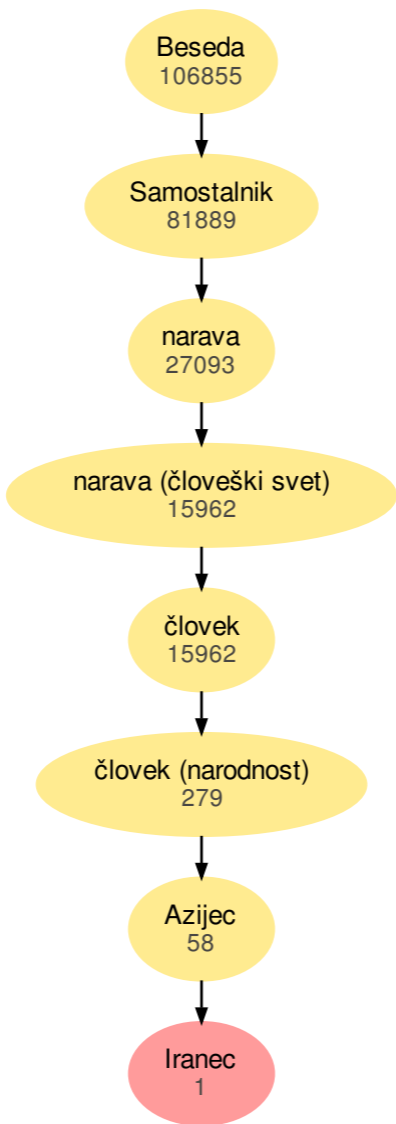 Beseda
106855
Samostalnik
81889
narava
27093
narava (človeški svet)
15962
človek
15962
človek (narodnost)
279
Azijec
58
Iranec
1